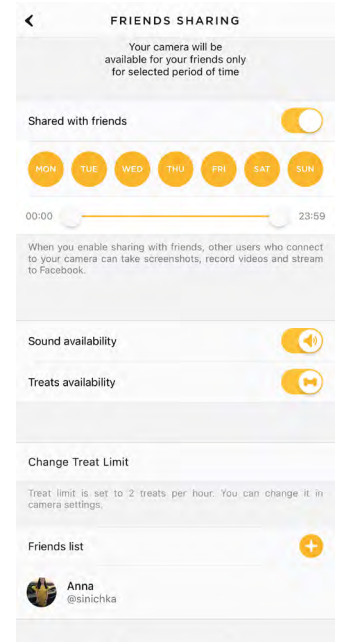 FRIENDS SHARING
Your camera will be
available for your friends only
for selected period of time
Shared with friends
MON TUE WED THU FRI SAT SUN
00:00 23:59
When you enable sharing with friends, other users who connect
to your camera can take screenshots, record videos and stream
to Facebook.
Sound availability
Treats availability
Change Treat Limit
Treat limit is set to 2 treats per hour. You can change it in
camera settings.
Friends list
Anna
@sinichka